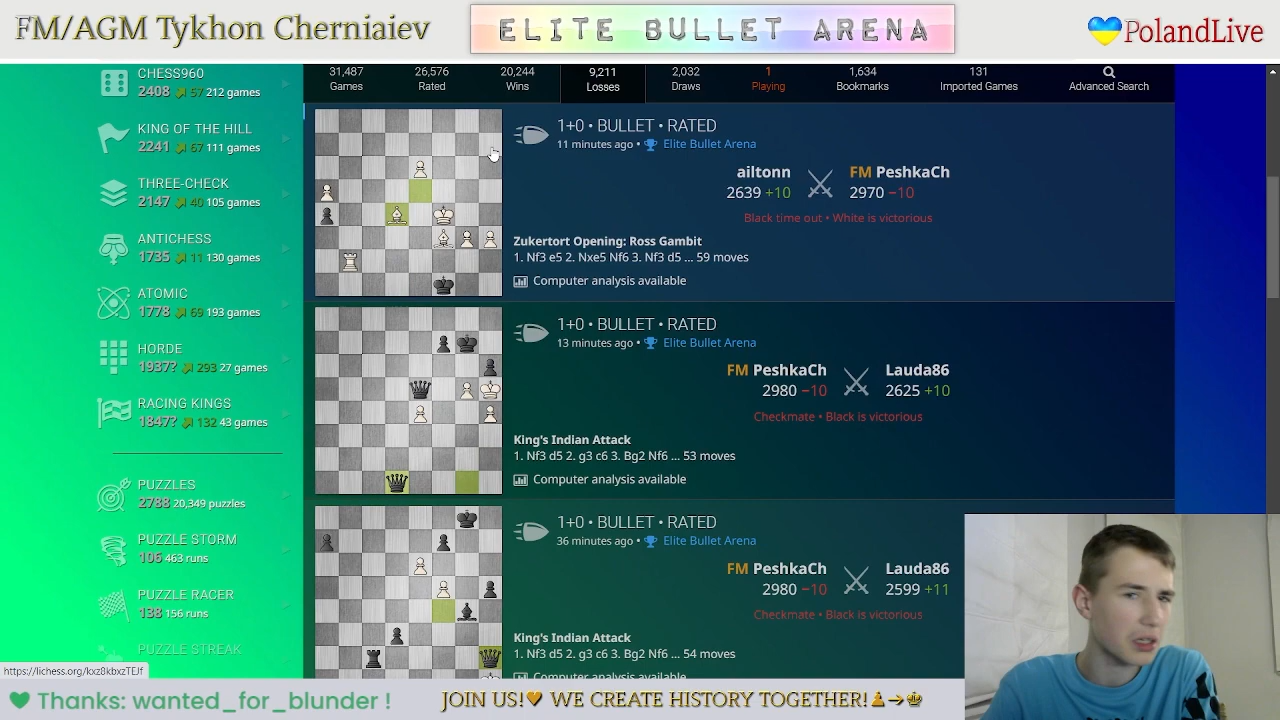 FM/AGM Tykhon Cherniaiev
ELITE BULLET ARENA
PolandLive
CHESS960
2408 57 212 games
KING OF THE HILL
2241 67 111 games
THREE-CHECK
2147 40 105 games
ANTICHESS
1735 11 130 games
ATOMIC
1778 69 193 games
HORDE
1937? 293 27 games
RACING KINGS
1847? 132 43 games
PUZZLES
2788 20,349 puzzles
PUZZLE STORM
106 463 runs
PUZZLE RACER
138 156 runs
PUZZLE STREAK
31,487 26,576 20,244 9,211 2,032 1 1,634 131
Games Rated Wins Losses Draws Playing Bookmarks Imported Games Advanced Search
1+0 • BULLET • RATED
11 minutes ago • Elite Bullet Arena
ailtonn FM PeshkaCh
2639 +10 2970 −10
Black time out • White is victorious
Zukertort Opening: Ross Gambit
1. Nf3 e5 2. Nxe5 Nf6 3. Nf3 d5 ... 59 moves
Computer analysis available
1+0 • BULLET • RATED
13 minutes ago • Elite Bullet Arena
FM PeshkaCh Lauda86
2980 −10 2625 +10
Checkmate • Black is victorious
King's Indian Attack
1. Nf3 d5 2. g3 c6 3. Bg2 Nf6 ... 53 moves
Computer analysis available
1+0 • BULLET • RATED
36 minutes ago • Elite Bullet Arena
FM PeshkaCh Lauda86
2980 −10 2599 +11
Checkmate • Black is victorious
King's Indian Attack
1. Nf3 d5 2. g3 c6 3. Bg2 Nf6 ... 54 moves
Computer analysis available
https://lichess.org/kxz8kbxzTEJf
Thanks: wanted_for_blunder !
JOIN US!🧡 WE CREATE HISTORY TOGETHER!♟→♚